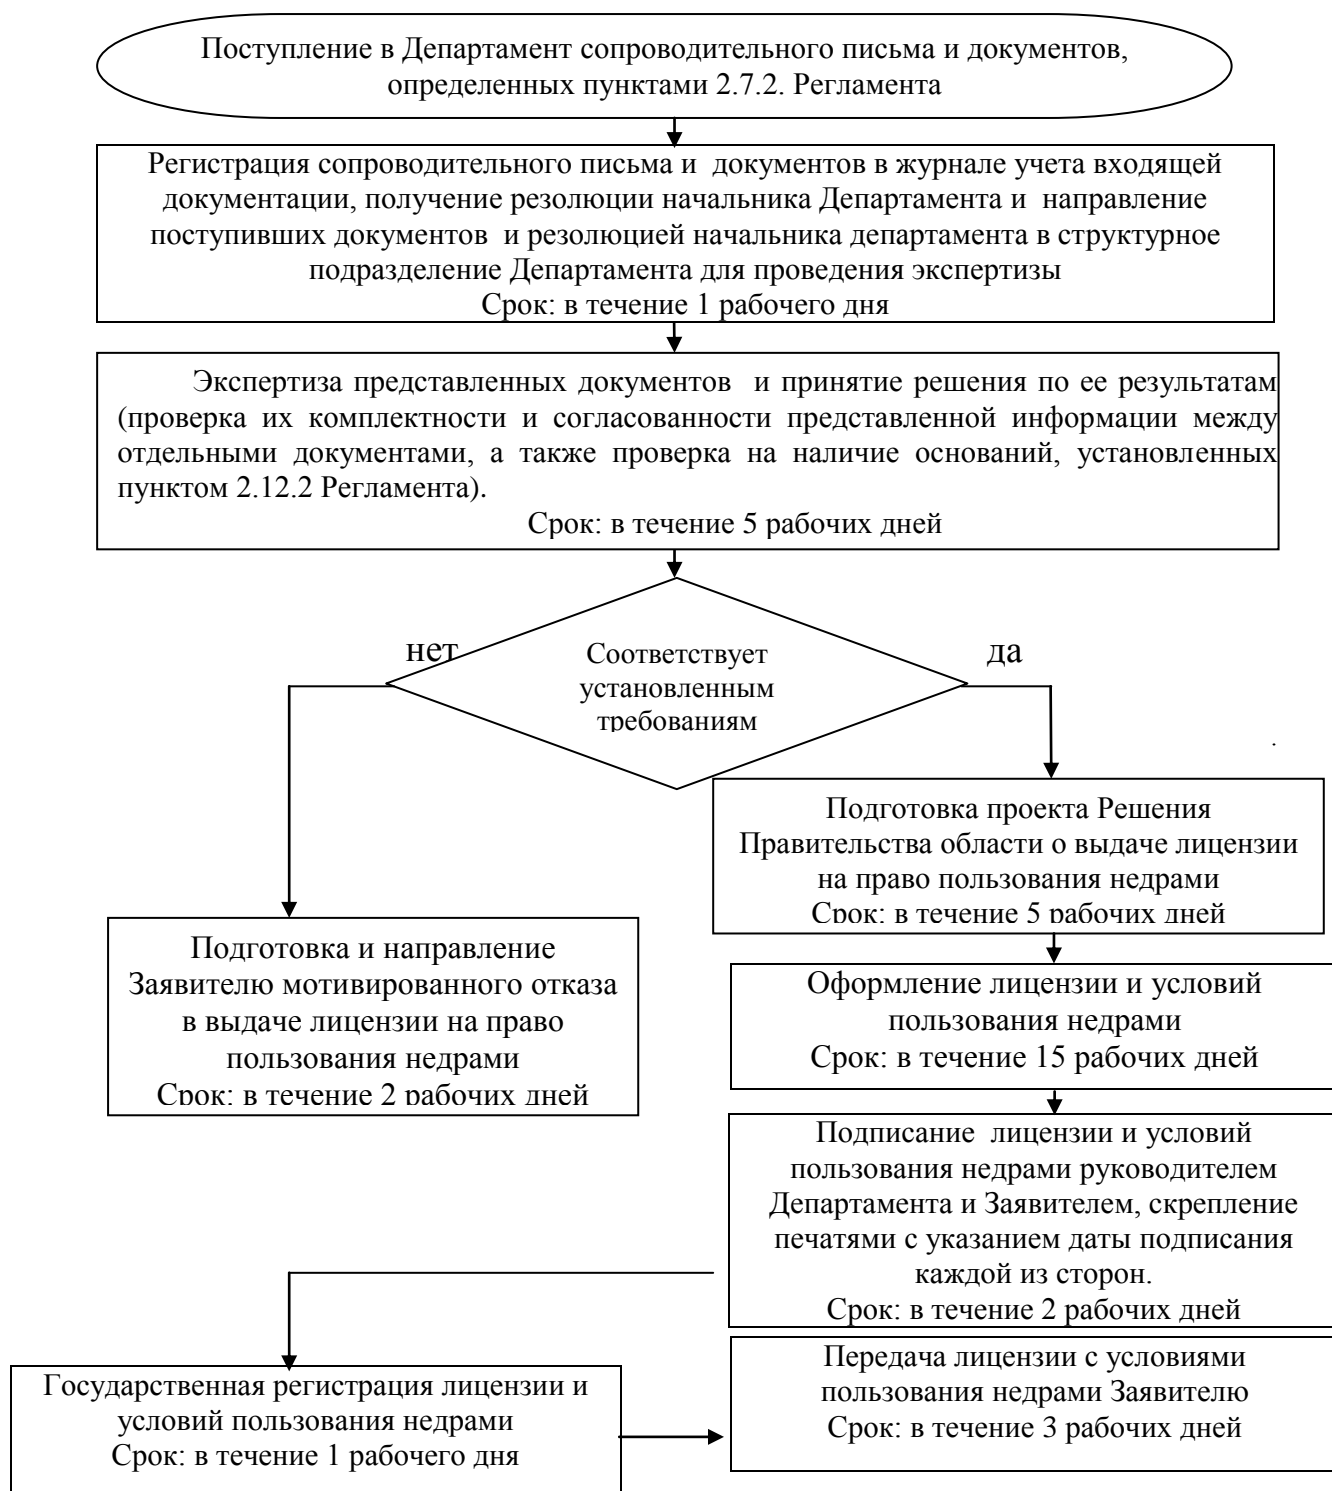 Поступление в Департамент сопроводительного письма и документов,
определенных пунктами 2.7.2. Регламента
Регистрация сопроводительного письма и документов в журнале учета входящей
документации, получение резолюции начальника Департамента и направление
поступивших документов и резолюцией начальника департамента в структурное
подразделение Департамента для проведения экспертизы
Срок: в течение 1 рабочего дня
Экспертиза представленных документов и принятие решения по ее результатам
(проверка их комплектности и согласованности представленной информации между
отдельными документами, а также проверка на наличие оснований, установленных
пунктом 2.12.2 Регламента).
Срок: в течение 5 рабочих дней
нет
Соответствует
установленным
требованиям
да
.
Подготовка проекта Решения
Правительства области о выдаче лицензии
на право пользования недрами
Срок: в течение 5 рабочих дней
Подготовка и направление
Заявителю мотивированного отказа
в выдаче лицензии на право
пользования недрами
Срок: в течение 2 рабочих дней
Оформление лицензии и условий
пользования недрами
Срок: в течение 15 рабочих дней
Подписание лицензии и условий
пользования недрами руководителем
Департамента и Заявителем, скрепление
печатями с указанием даты подписания
каждой из сторон.
Срок: в течение 2 рабочих дней
Государственная регистрация лицензии и
условий пользования недрами
Срок: в течение 1 рабочего дня
Передача лицензии с условиями
пользования недрами Заявителю
Срок: в течение 3 рабочих дней